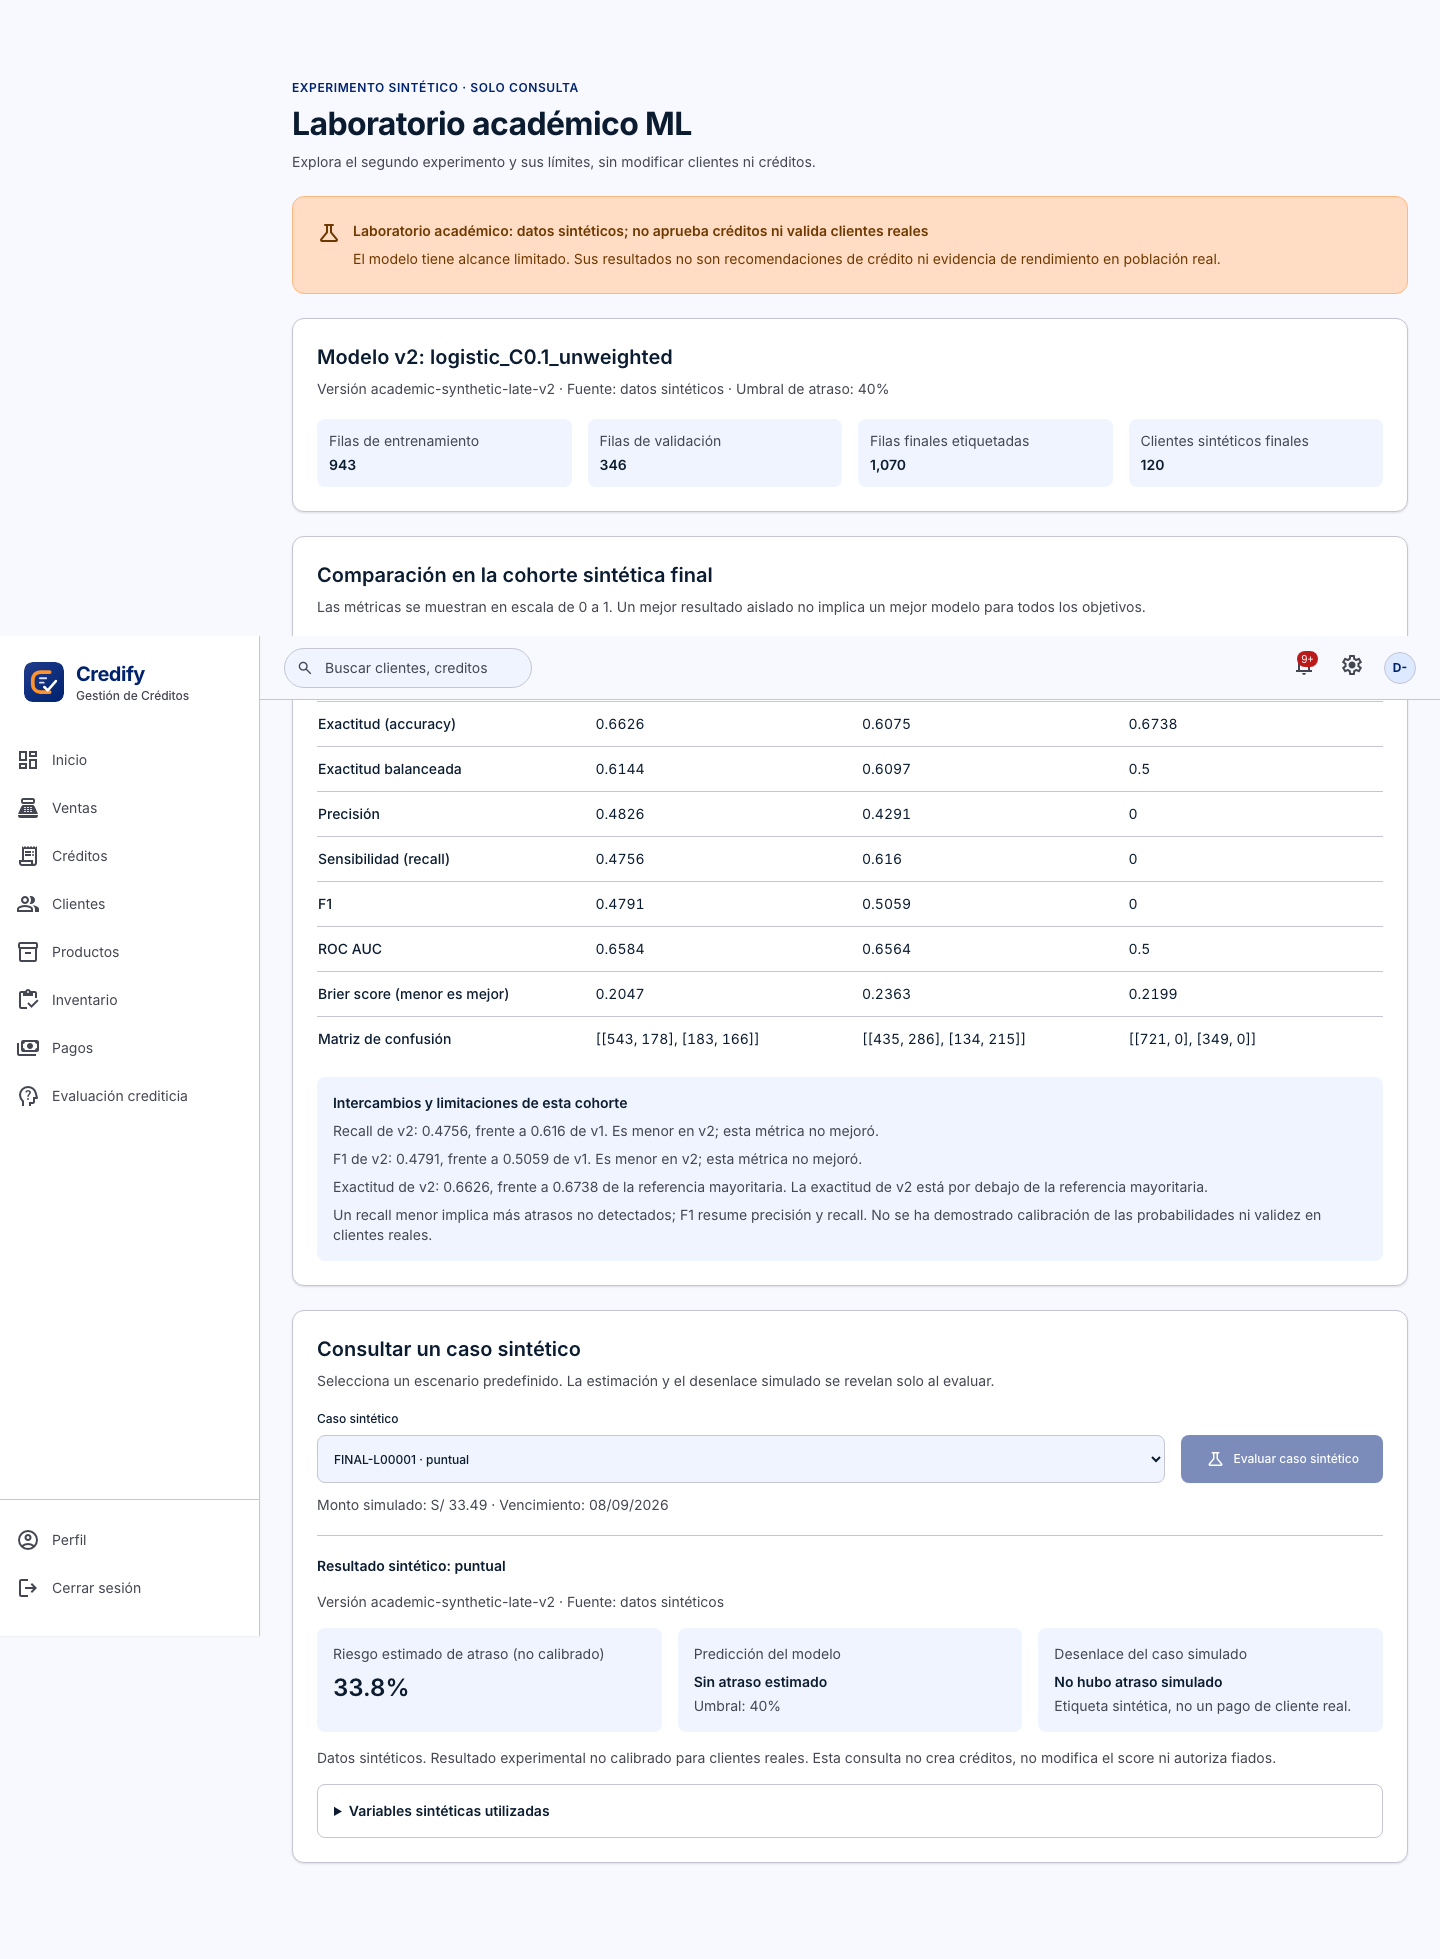 EXPERIMENTO SINTÉTICO · SOLO CONSULTA
Laboratorio académico ML
Explora el segundo experimento y sus límites, sin modificar clientes ni créditos.
Laboratorio académico: datos sintéticos; no aprueba créditos ni valida clientes reales
El modelo tiene alcance limitado. Sus resultados no son recomendaciones de crédito ni evidencia de rendimiento en población real.
Modelo v2: logistic_C0.1_unweighted
Versión academic-synthetic-late-v2 · Fuente: datos sintéticos · Umbral de atraso: 40%
Filas de entrenamiento
943
Filas de validación
346
Filas finales etiquetadas
1,070
Clientes sintéticos finales
120
Comparación en la cohorte sintética final
Las métricas se muestran en escala de 0 a 1. Un mejor resultado aislado no implica un mejor modelo para todos los objetivos.
Credify
Gestión de Créditos
Buscar clientes, creditos
9+
D-
Inicio
Ventas
Créditos
Clientes
Productos
Inventario
Pagos
Evaluación crediticia
Perfil
Cerrar sesión
Exactitud (accuracy) 0.6626 0.6075 0.6738
Exactitud balanceada 0.6144 0.6097 0.5
Precisión 0.4826 0.4291 0
Sensibilidad (recall) 0.4756 0.616 0
F1 0.4791 0.5059 0
ROC AUC 0.6584 0.6564 0.5
Brier score (menor es mejor) 0.2047 0.2363 0.2199
Matriz de confusión [[543, 178], [183, 166]] [[435, 286], [134, 215]] [[721, 0], [349, 0]]
Intercambios y limitaciones de esta cohorte
Recall de v2: 0.4756, frente a 0.616 de v1. Es menor en v2; esta métrica no mejoró.
F1 de v2: 0.4791, frente a 0.5059 de v1. Es menor en v2; esta métrica no mejoró.
Exactitud de v2: 0.6626, frente a 0.6738 de la referencia mayoritaria. La exactitud de v2 está por debajo de la referencia mayoritaria.
Un recall menor implica más atrasos no detectados; F1 resume precisión y recall. No se ha demostrado calibración de las probabilidades ni validez en
clientes reales.
Consultar un caso sintético
Selecciona un escenario predefinido. La estimación y el desenlace simulado se revelan solo al evaluar.
Caso sintético
FINAL-L00001 · puntual
Evaluar caso sintético
Monto simulado: S/ 33.49 · Vencimiento: 08/09/2026
Resultado sintético: puntual
Versión academic-synthetic-late-v2 · Fuente: datos sintéticos
Riesgo estimado de atraso (no calibrado)
33.8%
Predicción del modelo
Sin atraso estimado
Umbral: 40%
Desenlace del caso simulado
No hubo atraso simulado
Etiqueta sintética, no un pago de cliente real.
Datos sintéticos. Resultado experimental no calibrado para clientes reales. Esta consulta no crea créditos, no modifica el score ni autoriza fiados.
Variables sintéticas utilizadas